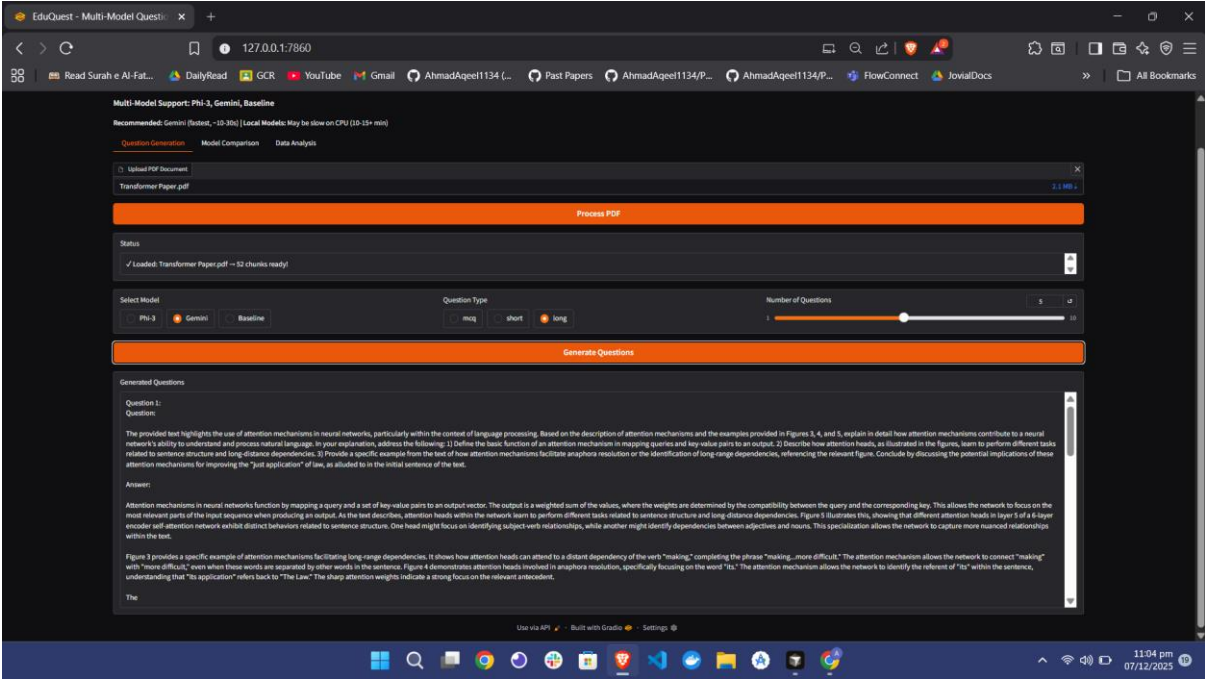 EduQuest - Multi-Model Questio
127.0.0.1:7860
Read Surah e Al-Fat...
DailyRead
GCR
YouTube
Gmail
AhmadAqeel1134 (...
Past Papers
AhmadAqeel1134/P...
AhmadAqeel1134/P...
FlowConnect
JovialDocs
»
All Bookmarks
Multi-Model Support: Phi-3, Gemini, Baseline
Recommended: Gemini (fastest, ~10-30s) | Local Models: May be slow on CPU (10-15+ min)
Question Generation Model Comparison Data Analysis
Upload PDF Document
Transformer Paper.pdf 2.1 MB ↓
Process PDF
Status
✓ Loaded: Transformer Paper.pdf → 52 chunks ready!
Select Model
Phi-3 Gemini Baseline
Question Type
mcq short long
Number of Questions 5
1 10
Generate Questions
Generated Questions
Question 1:
Question:
The provided text highlights the use of attention mechanisms in neural networks, particularly within the context of language processing. Based on the description of attention mechanisms and the examples provided in Figures 3, 4, and 5, explain in detail how attention mechanisms contribute to a neural
network's ability to understand and process natural language. In your explanation, address the following: 1) Define the basic function of an attention mechanism in mapping queries and key-value pairs to an output. 2) Describe how attention heads, as illustrated in the figures, learn to perform different tasks
related to sentence structure and long-distance dependencies. 3) Provide a specific example from the text of how attention mechanisms facilitate anaphora resolution or the identification of long-range dependencies, referencing the relevant figure. Conclude by discussing the potential implications of these
attention mechanisms for improving the "just application" of law, as alluded to in the initial sentence of the text.
Answer:
Attention mechanisms in neural networks function by mapping a query and a set of key-value pairs to an output vector. The output is a weighted sum of the values, where the weights are determined by the compatibility between the query and the corresponding key. This allows the network to focus on the
most relevant parts of the input sequence when producing an output. As the text describes, attention heads within the network learn to perform different tasks related to sentence structure and long-distance dependencies. Figure 5 illustrates this, showing that different attention heads in layer 5 of a 6-layer
encoder self-attention network exhibit distinct behaviors related to sentence structure. One head might focus on identifying subject-verb relationships, while another might identify dependencies between adjectives and nouns. This specialization allows the network to capture more nuanced relationships
within the text.
Figure 3 provides a specific example of attention mechanisms facilitating long-range dependencies. It shows how attention heads can attend to a distant dependency of the verb "making," completing the phrase "making...more difficult." The attention mechanism allows the network to connect "making"
with "more difficult," even when these words are separated by other words in the sentence. Figure 4 demonstrates attention heads involved in anaphora resolution, specifically focusing on the word "its." The attention mechanism allows the network to identify the referent of "its" within the sentence,
understanding that "its application" refers back to "The Law." The sharp attention weights indicate a strong focus on the relevant antecedent.
The
Use via API · Built with Gradio · Settings
11:04 pm
07/12/2025
19